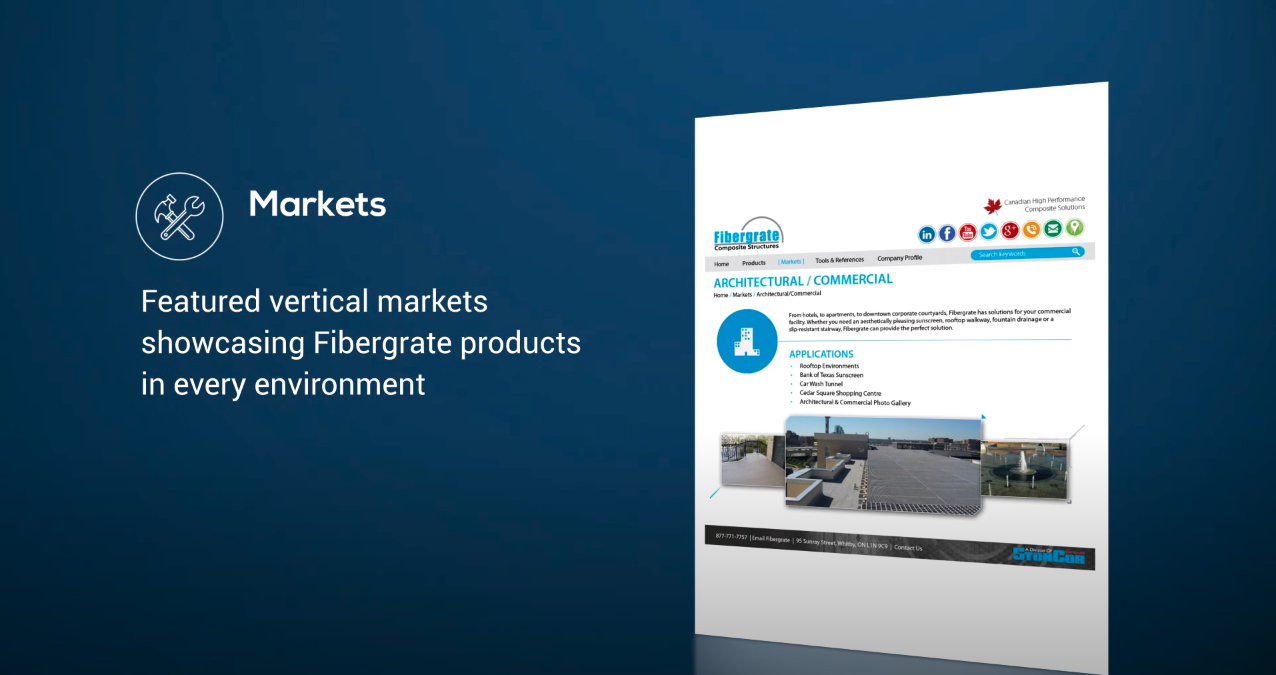 Markets
Featured vertical markets
showcasing Fibergrate products
in every environment
Canadian High Performance
Composite Solutions
Fibergrate
Composite Structures
in f You Tube g+
Home Products [ Markets ] Tools & References Company Profile Search keywords
ARCHITECTURAL / COMMERCIAL
Home / Markets / Architectural/Commercial
From hotels, to apartments, to downtown corporate courtyards, Fibergrate has solutions for your commercial
facility. Whether you need an aesthetically pleasing sunscreen, rooftop walkway, fountain drainage or a
slip-resistant stairway, Fibergrate can provide the perfect solution.
APPLICATIONS
• Rooftop Environments
• Bank of Texas Sunscreen
• Car Wash Tunnel
• Cedar Square Shopping Centre
• Architectural & Commercial Photo Gallery
877-771-7757 | Email Fibergrate | 95 Sunray Street, Whitby, ON L1N 9C9 | Contact Us
A Division Of
StonCor